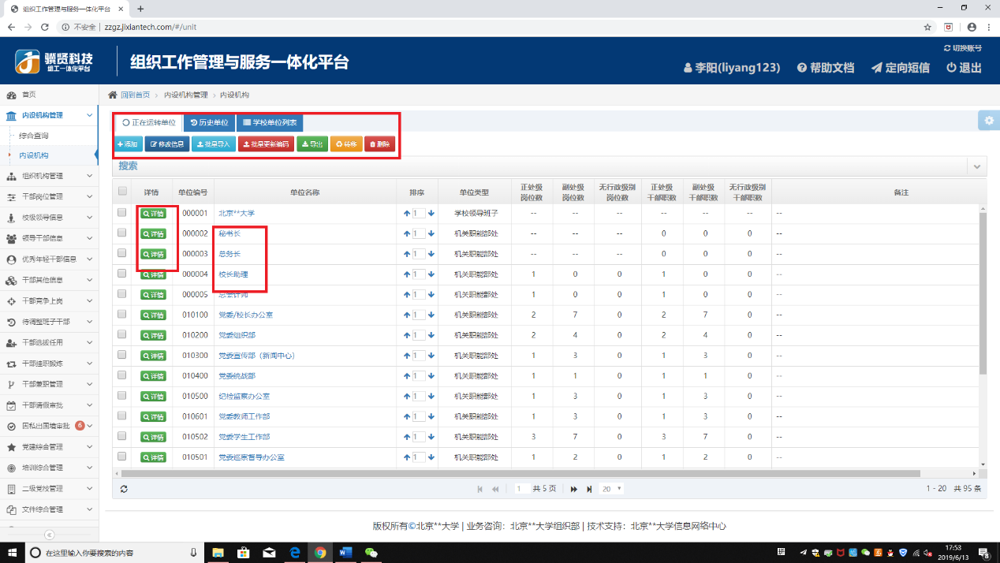 组织工作管理与服务一体化平台
不安全 | zzgz.jixiantech.com/#/unit
骥贤科技
组工一体化平台
组织工作管理与服务一体化平台
切换账号
李阳(liyang123) 帮助文档 定向短信 退出
首页
内设机构管理
综合查询
内设机构
组织机构管理
干部岗位管理
校级领导信息
领导干部信息
优秀年轻干部信息
干部其他信息
干部竞争上岗
待调整班子干部
干部选拔任用
干部挂职锻炼
干部兼职管理
干部请假审批
因私出国境审批 6
党建综合管理
培训综合管理
二级党校管理
文件综合管理
回到首页 > 内设机构管理 > 内设机构
正在运转单位 历史单位 学校单位列表
添加 修改信息 批量导入 批量更新编码 导出 转移 删除
搜索
详情 单位编号 单位名称 排序 单位类型 正处级岗位数 副处级岗位数 无行政级别岗位数 正处级干部职数 副处级干部职数 无行政级别干部职数 备注
详情 000001 北京**大学 1 学校领导班子 -- -- -- -- -- -- --
详情 000002 秘书长 1 机关职能部处 -- -- -- 0 0 0 --
详情 000003 总务长 1 机关职能部处 -- -- -- 0 0 0 --
详情 000004 校长助理 1 机关职能部处 1 0 0 1 0 0 --
详情 000005 总会计师 1 机关职能部处 1 0 0 1 0 0 --
详情 010100 党委/校长办公室 1 机关职能部处 2 7 0 2 7 0 --
详情 010200 党委组织部 1 机关职能部处 2 4 0 2 4 0 --
详情 010300 党委宣传部（新闻中心） 1 机关职能部处 1 3 0 1 3 0 --
详情 010400 党委统战部 1 机关职能部处 1 1 0 1 1 0 --
详情 010500 纪检监察办公室 1 机关职能部处 1 3 0 1 3 0 --
详情 010601 党委教师工作部 1 机关职能部处 1 3 0 1 3 0 --
详情 010502 党委学生工作部 1 机关职能部处 3 7 0 3 7 0 --
详情 010501 党委巡察督导办公室 1 机关职能部处 1 2 0 1 2 0 --
1 共 5 页 20 1 - 20 共 95 条
版权所有©北京**大学 | 业务咨询：北京**大学组织部 | 技术支持：北京**大学信息网络中心
在这里输入你要搜索的内容
17:53
2019/6/13
8